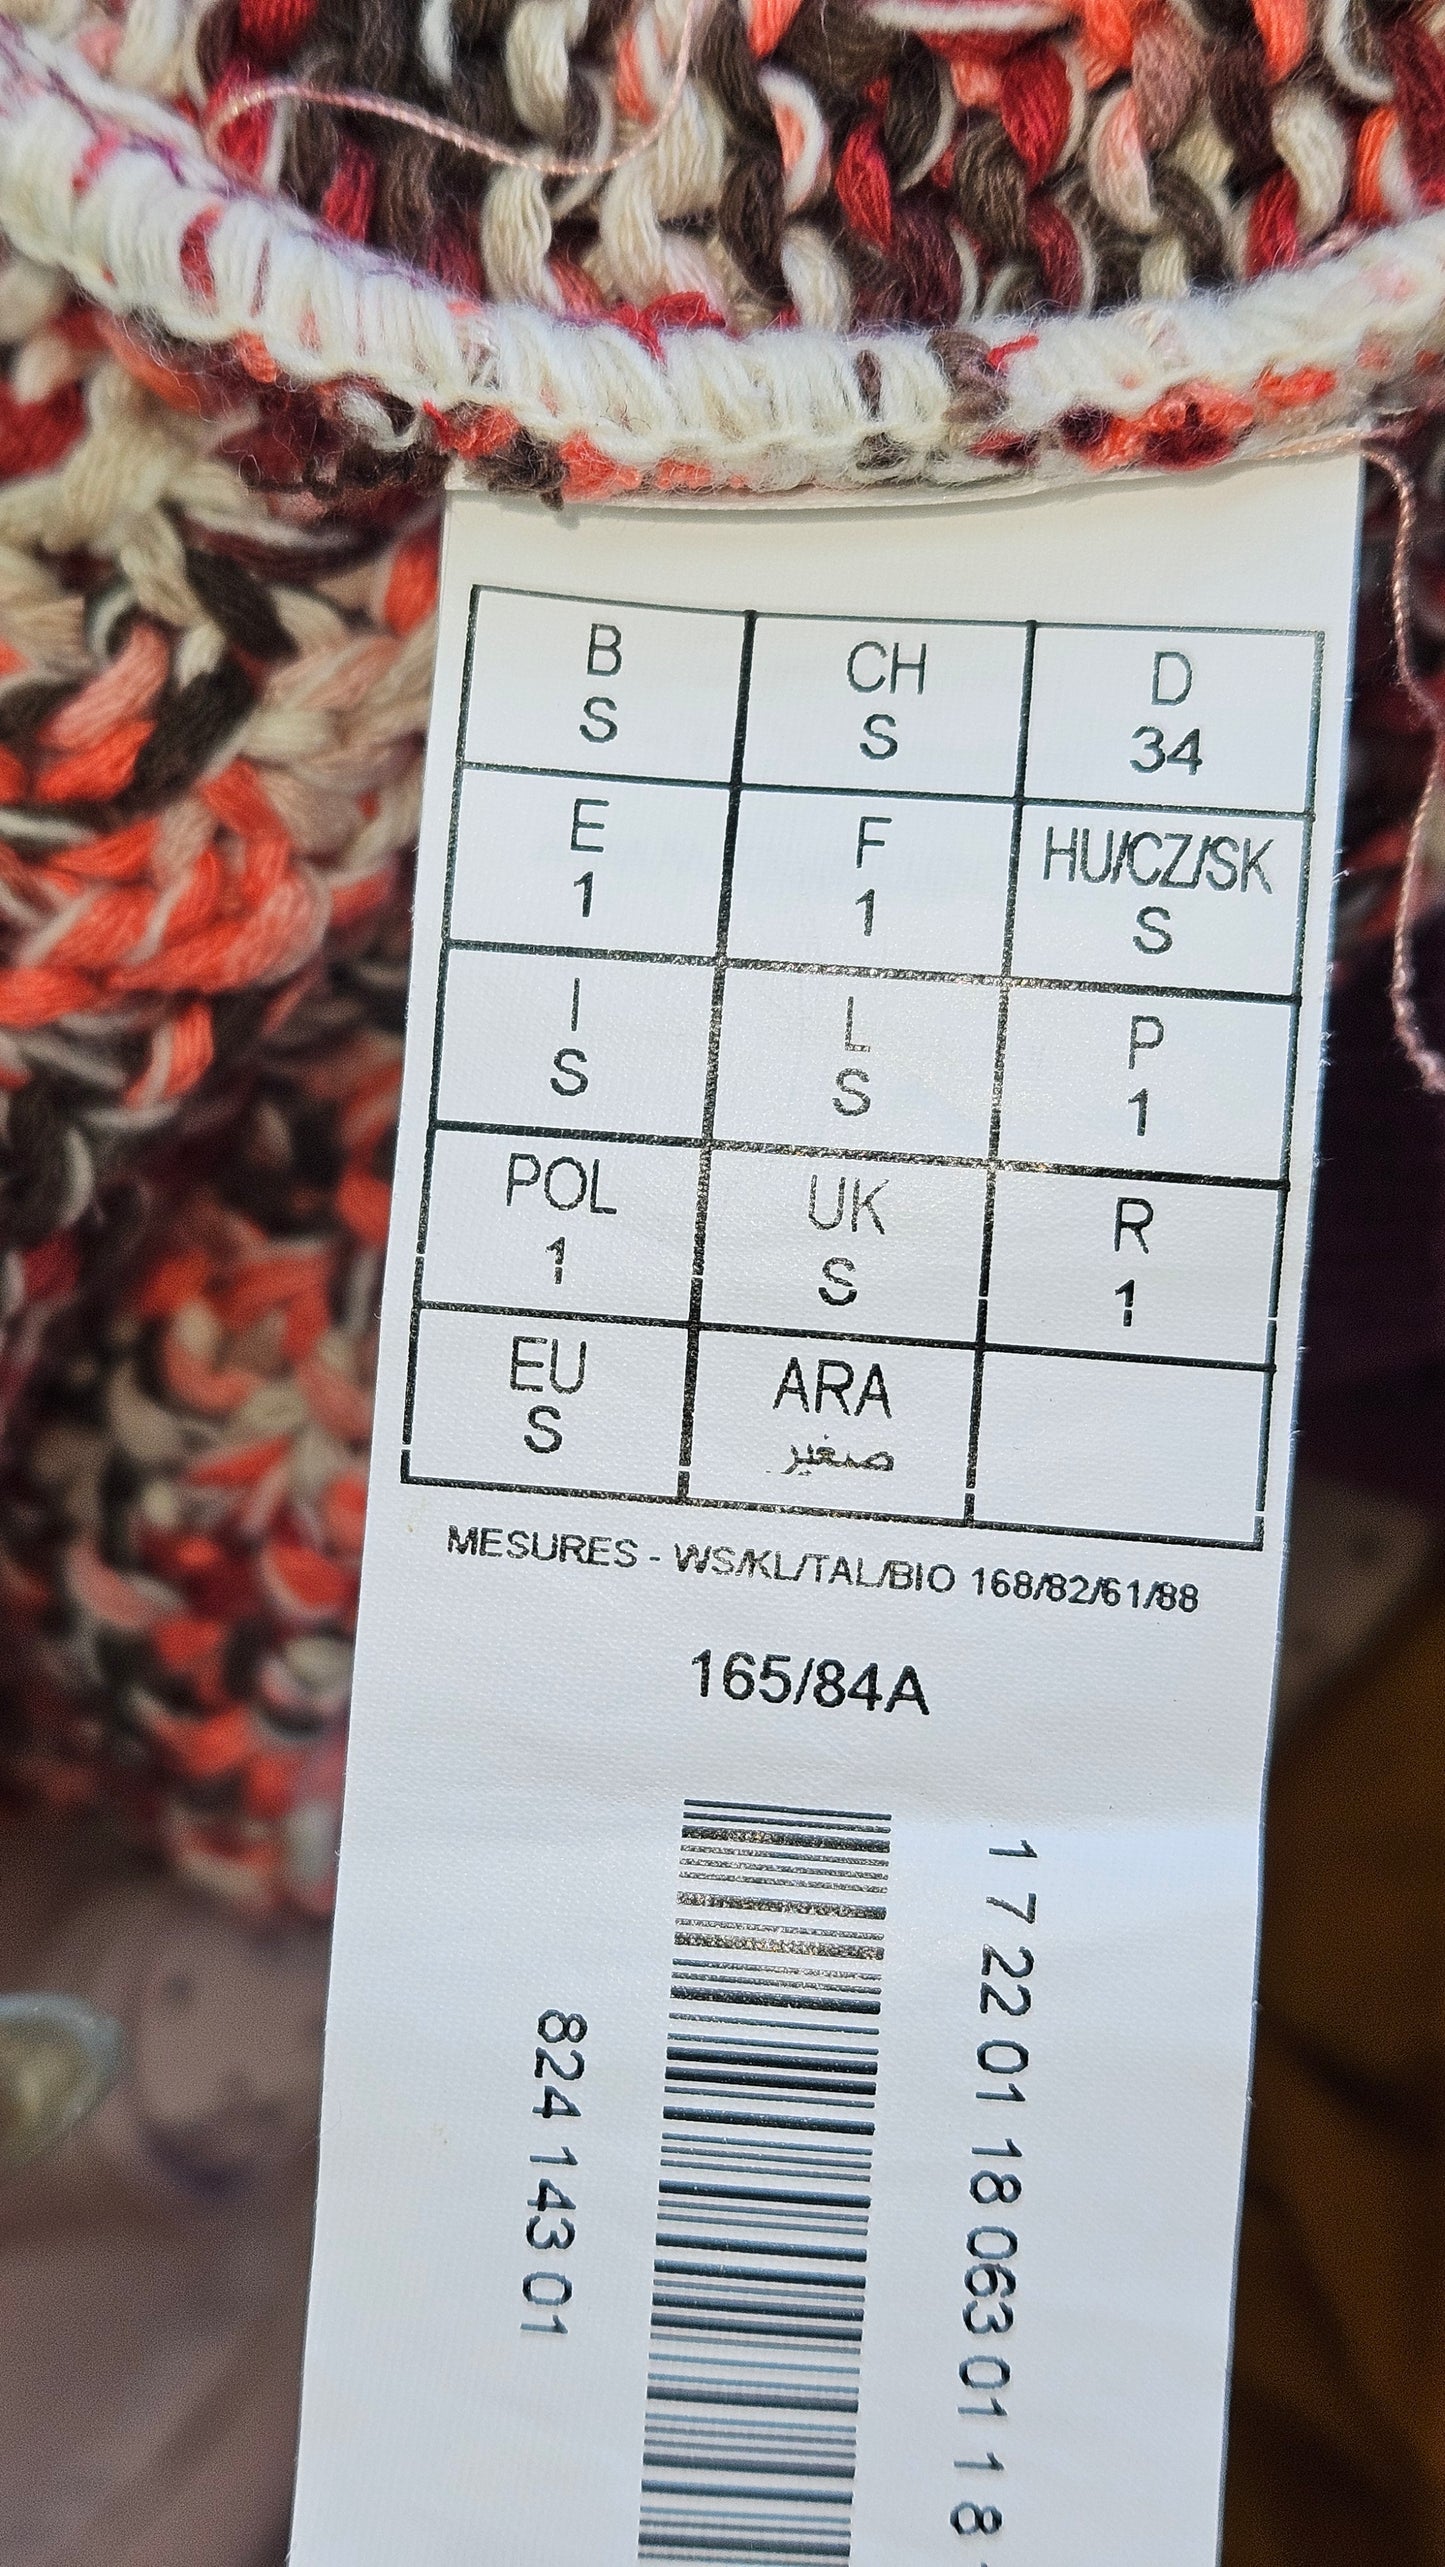 B
S
CH
S
D
34
E
1
F
1
HU/CZ/SK
S
I
S
L
S
P
1
POL
1
UK
S
R
1
EU
S
ARA
صغير
MESURES - WS/KL/TAL/BIO 168/82/61/88
165/84A
17 22 01 18 063 01 1 8
824 143 01